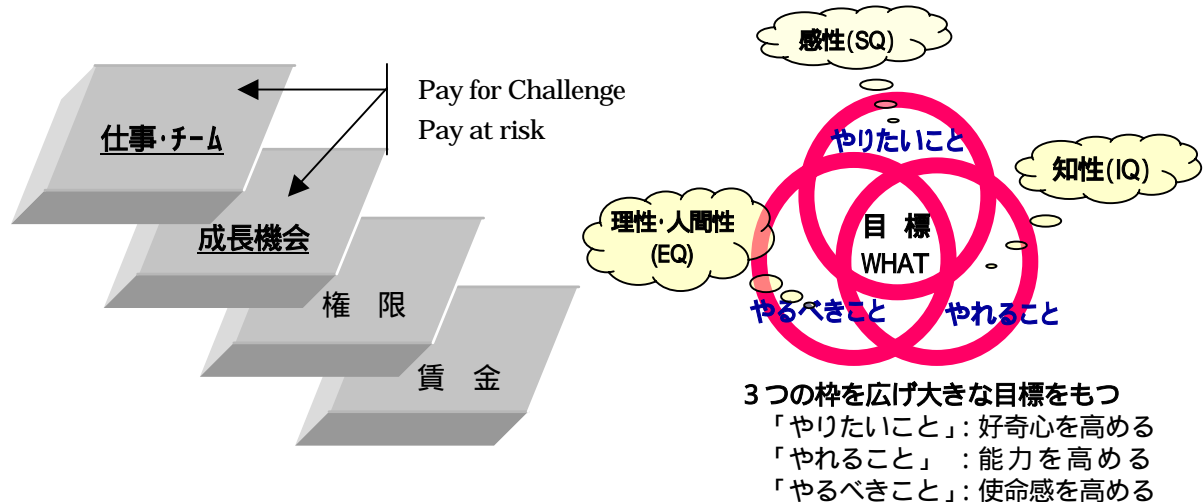 仕事・チーム
成長機会
権 限
賃 金
Pay for Challenge
Pay at risk
感性(SQ)
やりたいこと
知性(IQ)
理性・人間性
(EQ)
目 標
WHAT
やるべきこと
やれること
3つの枠を広げ大きな目標をもつ
「やりたいこと」: 好奇心を高める
「やれること」 : 能力を高める
「やるべきこと」: 使命感を高める